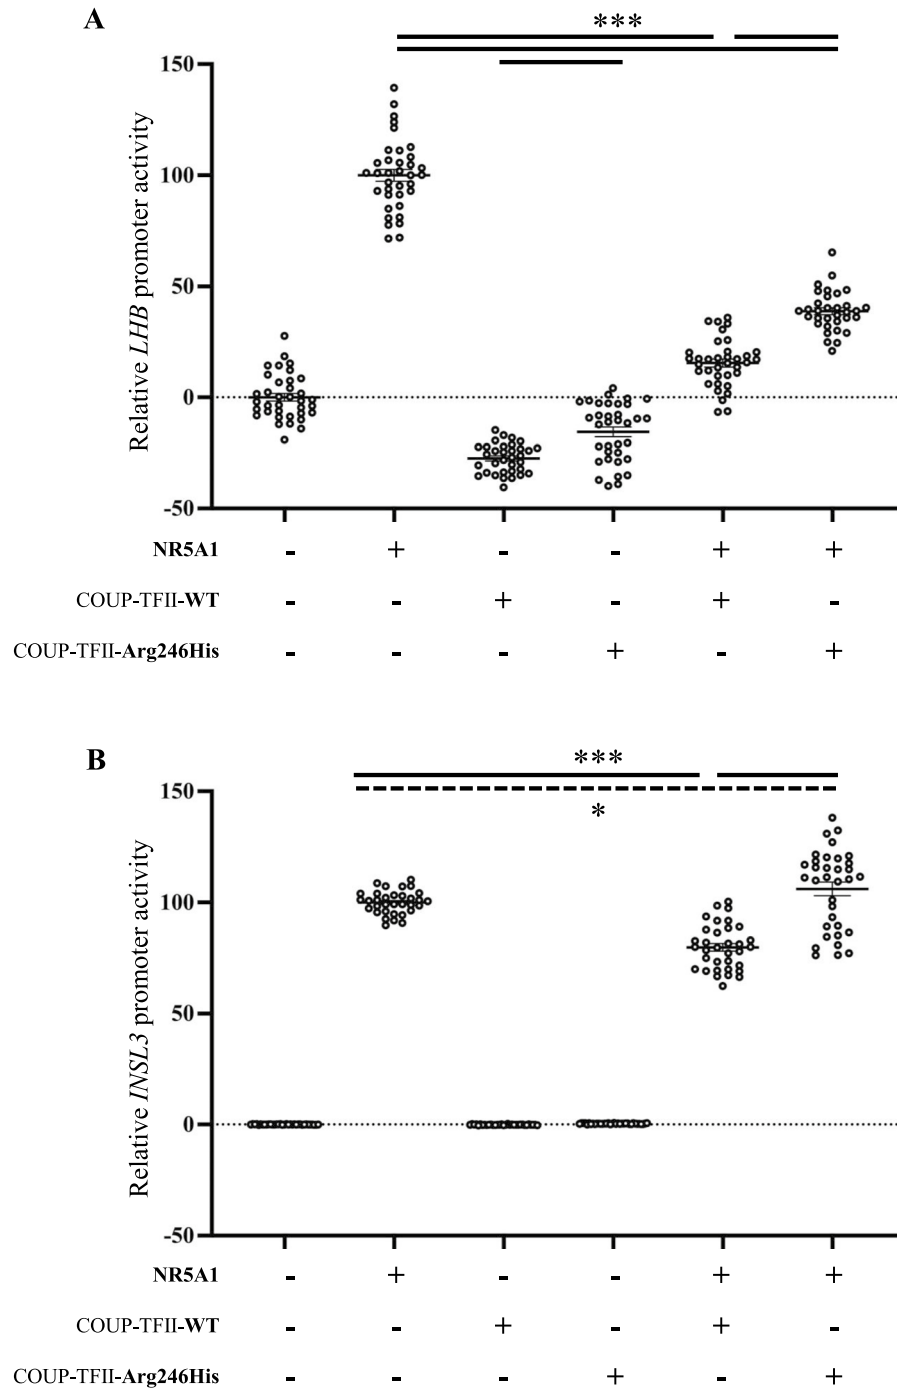 A
***
150
100
50
0
-50
Relative LHB promoter activity
NR5A1 - + - - + +
COUP-TFII-WT - - + - + -
COUP-TFII-Arg246His - - - + - +
B
***
*
150
100
50
0
-50
Relative INSL3 promoter activity
NR5A1 - + - - + +
COUP-TFII-WT - - + - + -
COUP-TFII-Arg246His - - - + - +